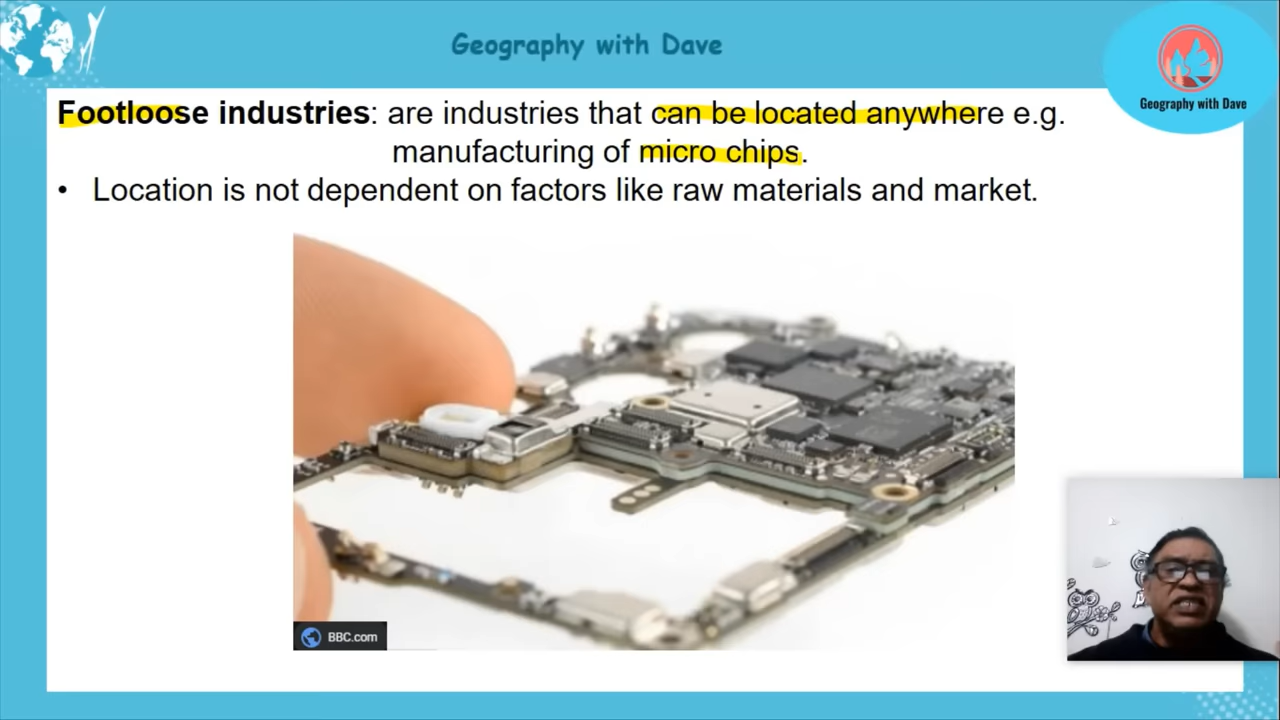 Geography with Dave
Geography with Dave
Footloose industries: are industries that can be located anywhere e.g.
manufacturing of micro chips.
• Location is not dependent on factors like raw materials and market.
BBC.com